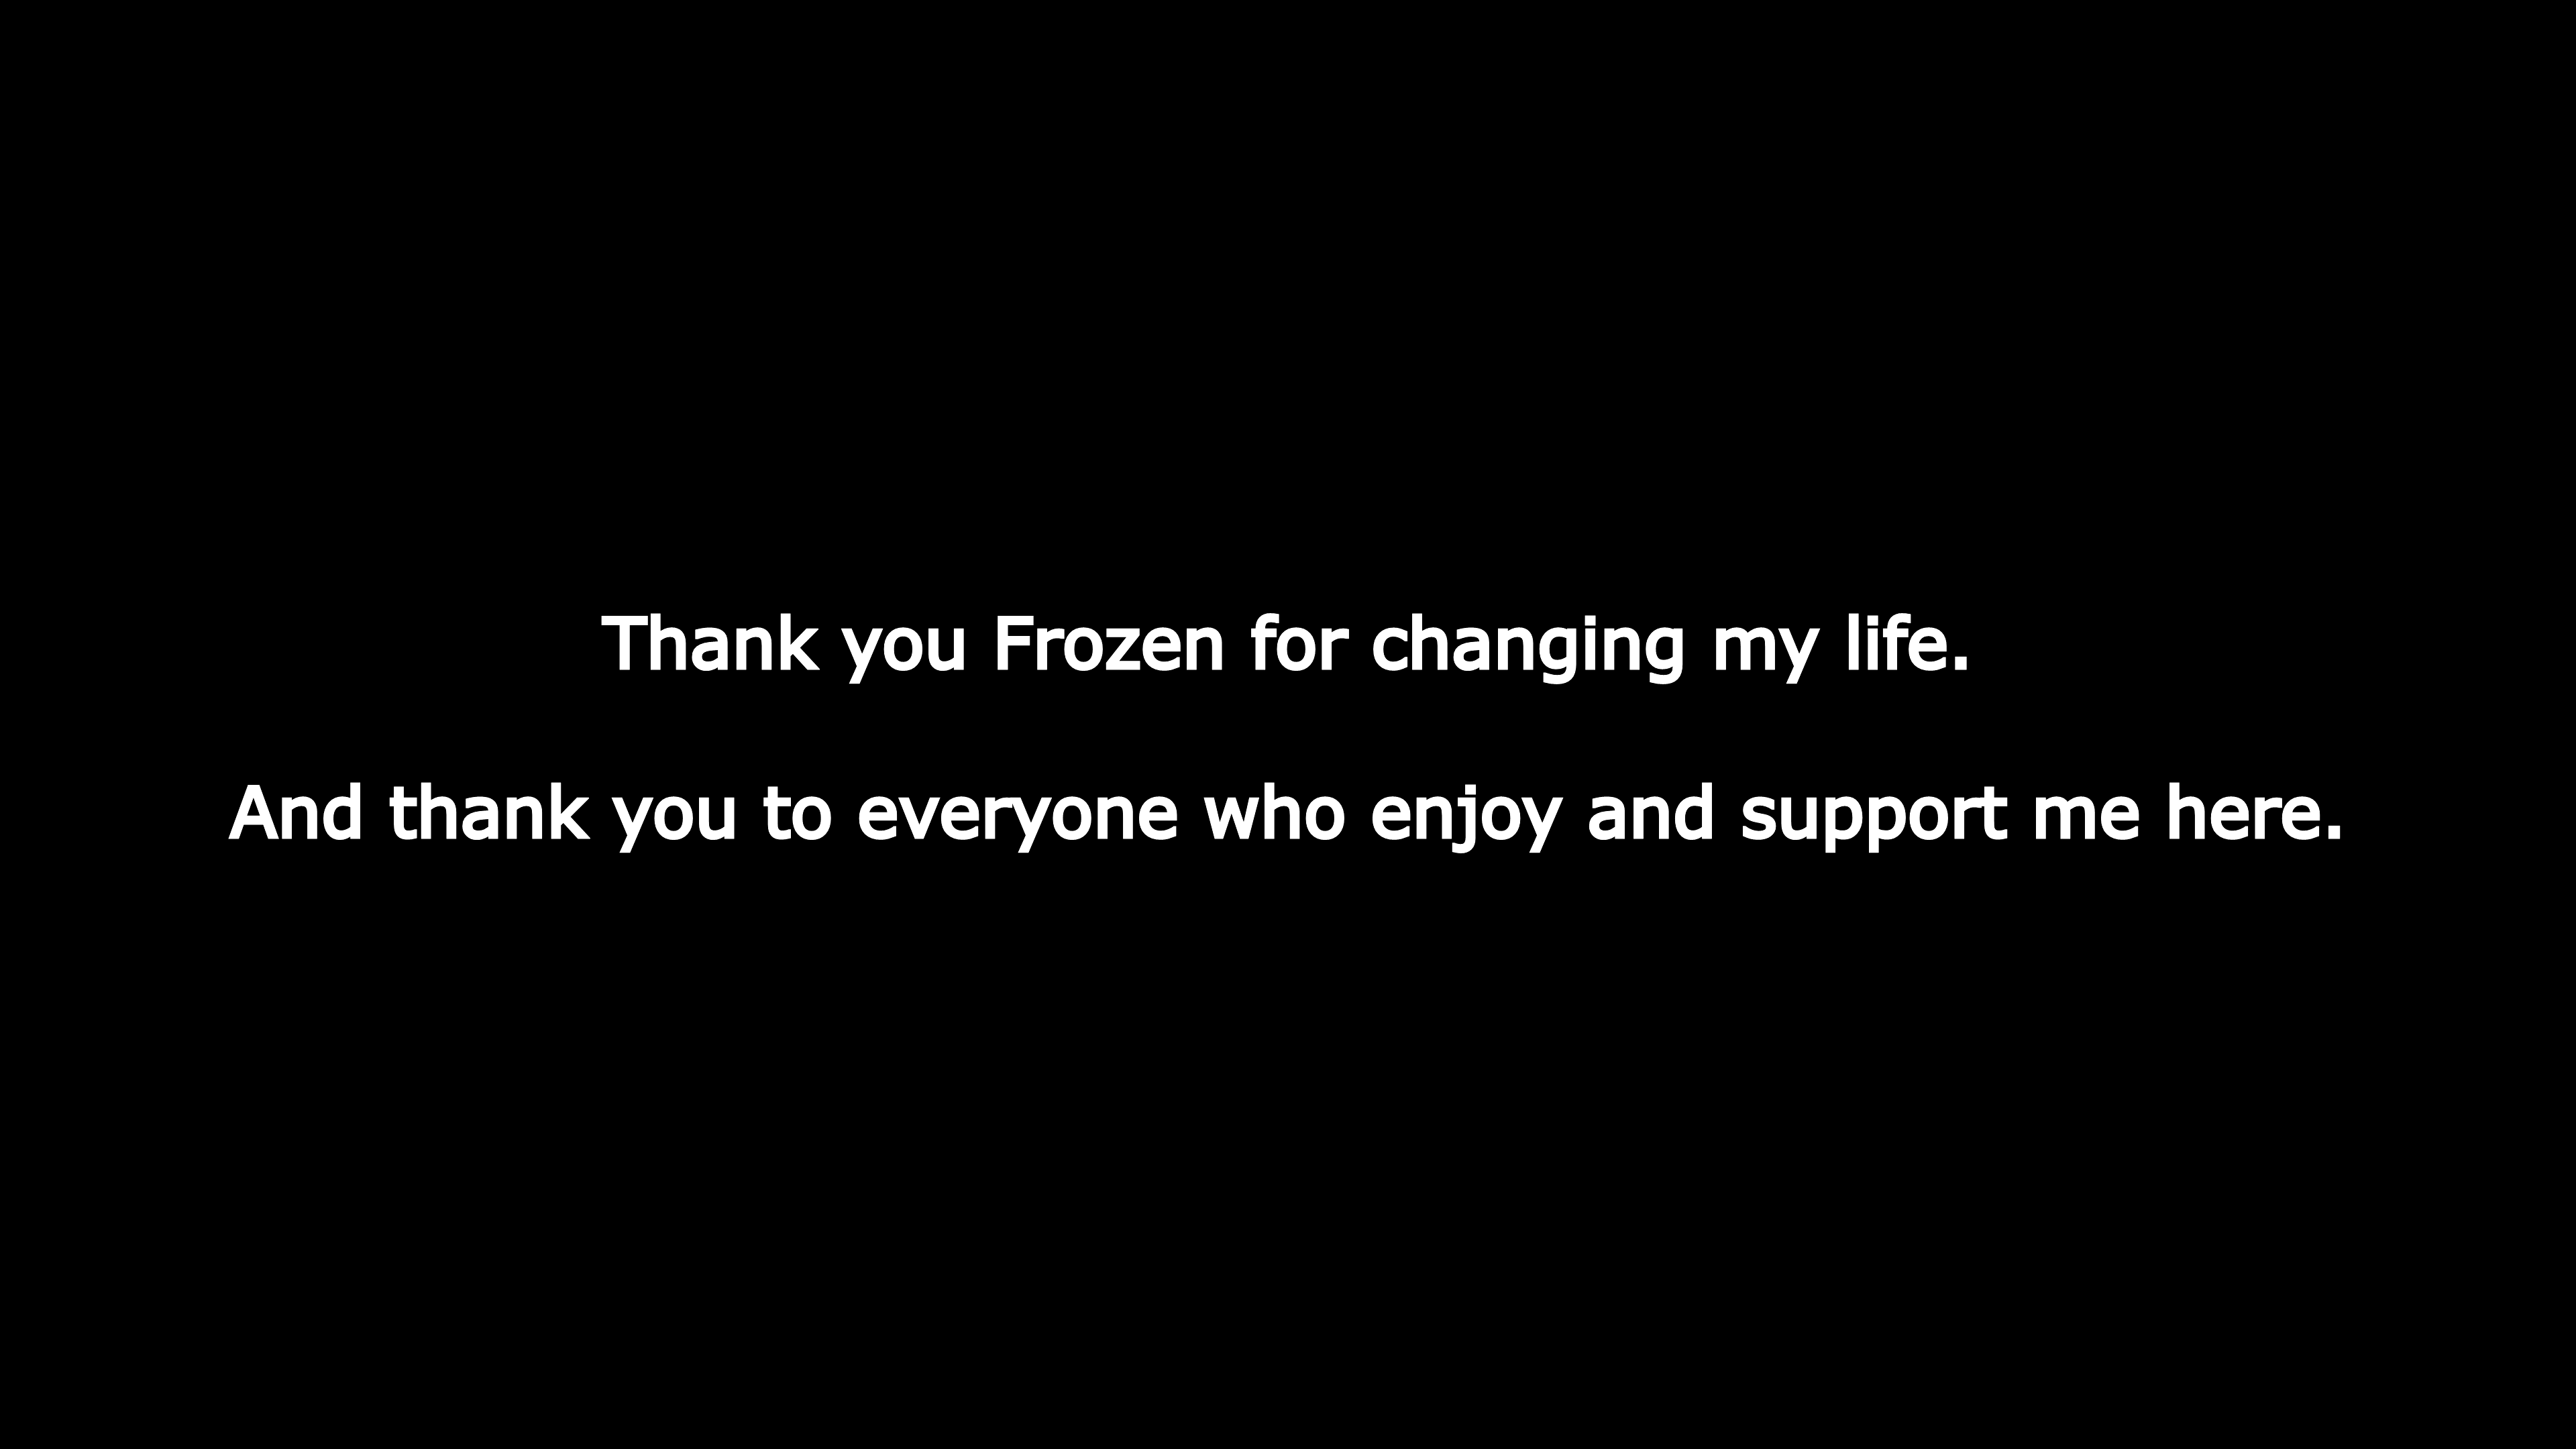 Thank you Frozen for changing my life.
And thank you to everyone who enjoy and support me here.